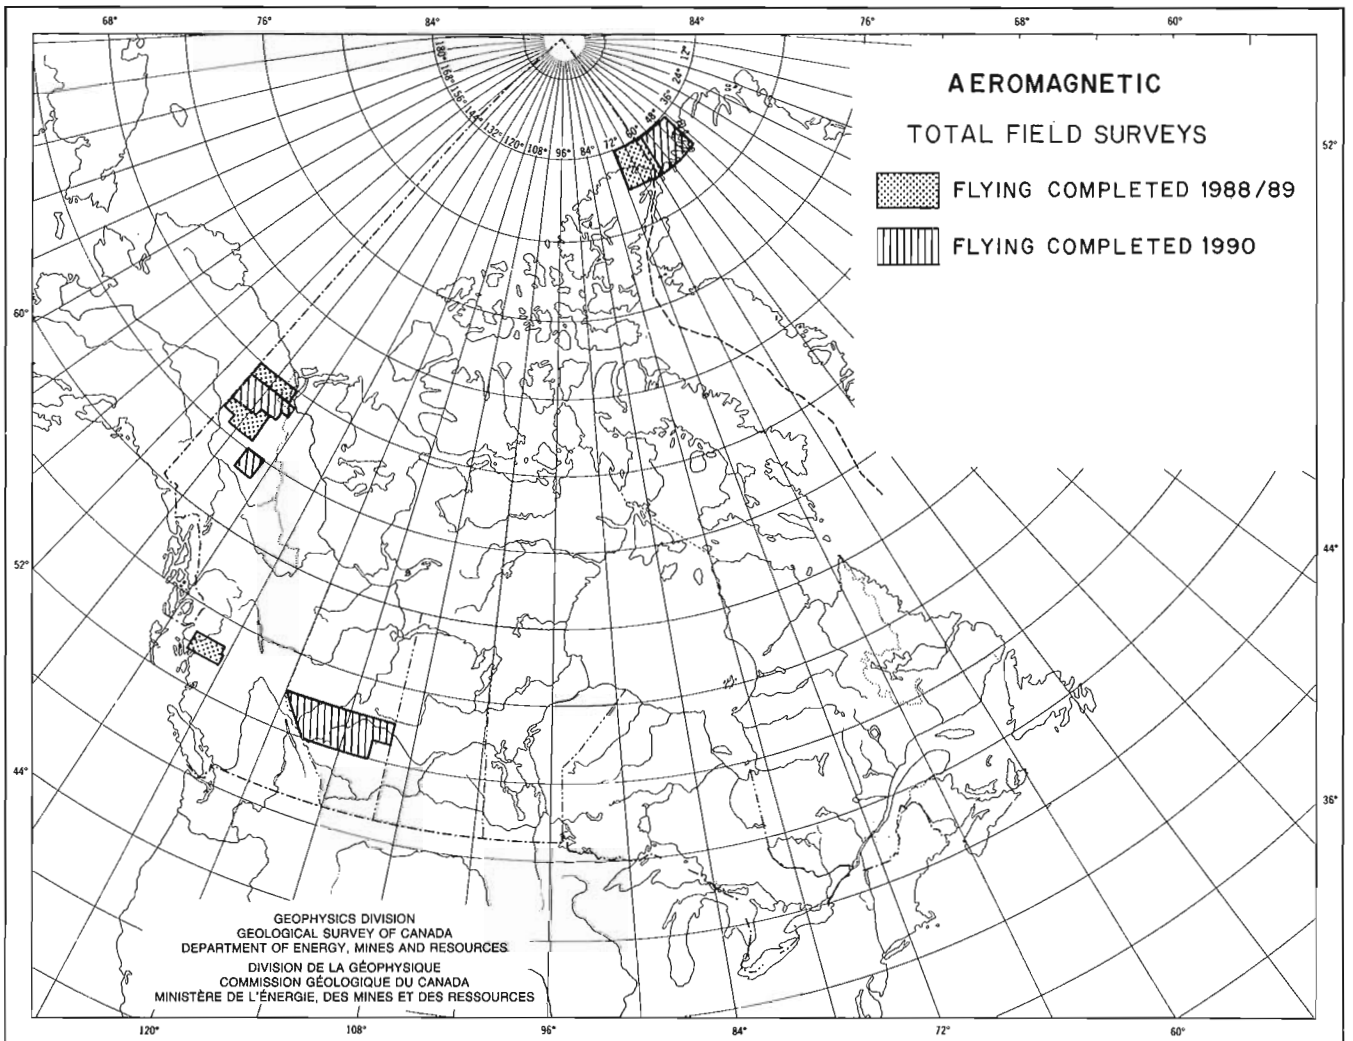 68° 76° 84° 84° 76° 68° 60°
180° 168° 156° 144° 132° 120° 108° 96° 84° 72° 60° 48° 36° 24° 12°
AEROMAGNETIC
TOTAL FIELD SURVEYS
52°
FLYING COMPLETED 1988/89
FLYING COMPLETED 1990
60°
44°
52°
44°
36°
GEOPHYSICS DIVISION
GEOLOGICAL SURVEY OF CANADA
DEPARTMENT OF ENERGY, MINES AND RESOURCES
DIVISION DE LA GÉOPHYSIQUE
COMMISSION GÉOLOGIQUE DU CANADA
MINISTÈRE DE L'ÉNERGIE, DES MINES ET DES RESSOURCES
120° 108° 96° 84° 72° 60°